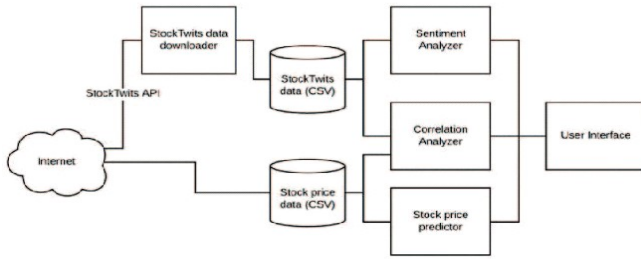 StockTwits data
downloader
StockTwits API
Internet
StockTwits
data (CSV)
Stock price
data (CSV)
Sentiment
Analyzer
Correlation
Analyzer
Stock price
predictor
User Interface